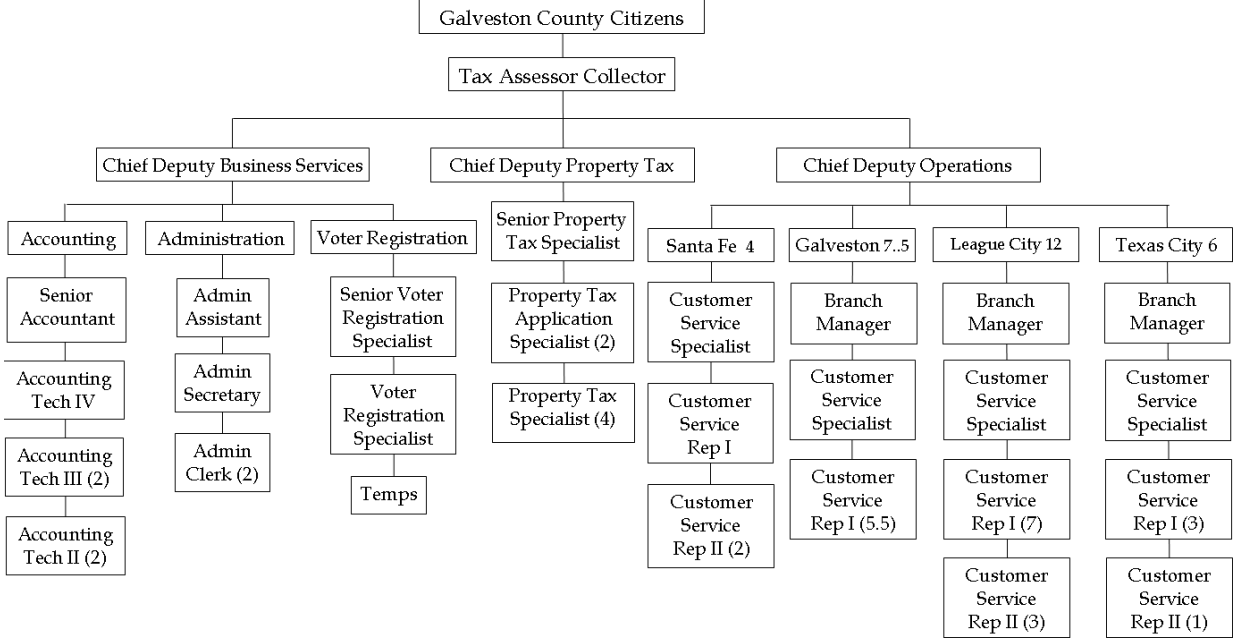 Galveston County Citizens
Tax Assessor Collector
Chief Deputy Business Services
Chief Deputy Property Tax
Chief Deputy Operations
Accounting
Senior
Accountant
Accounting
Tech IV
Accounting
Tech III (2)
Accounting
Tech II (2)
Administration
Admin
Assistant
Admin
Secretary
Admin
Clerk (2)
Voter Registration
Senior Voter
Registration
Specialist
Voter
Registration
Specialist
Temps
Senior Property
Tax Specialist
Property Tax
Application
Specialist (2)
Property Tax
Specialist (4)
Santa Fe 4
Customer
Service
Specialist
Customer
Service
Rep I
Customer
Service
Rep II (2)
Galveston 7..5
Branch
Manager
Customer
Service
Specialist
Customer
Service
Rep I (5.5)
League City 12
Branch
Manager
Customer
Service
Specialist
Customer
Service
Rep I (7)
Customer
Service
Rep II (3)
Texas City 6
Branch
Manager
Customer
Service
Specialist
Customer
Service
Rep I (3)
Customer
Service
Rep II (1)